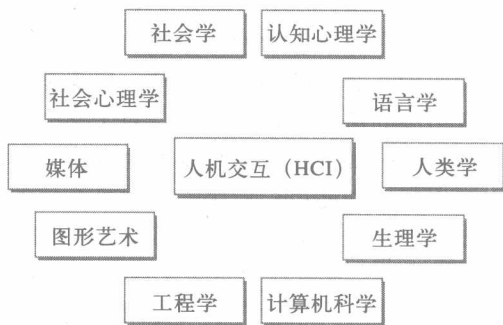 社会学
认知心理学
社会心理学
语言学
媒体
人机交互（HCI）
人类学
图形艺术
生理学
工程学
计算机科学